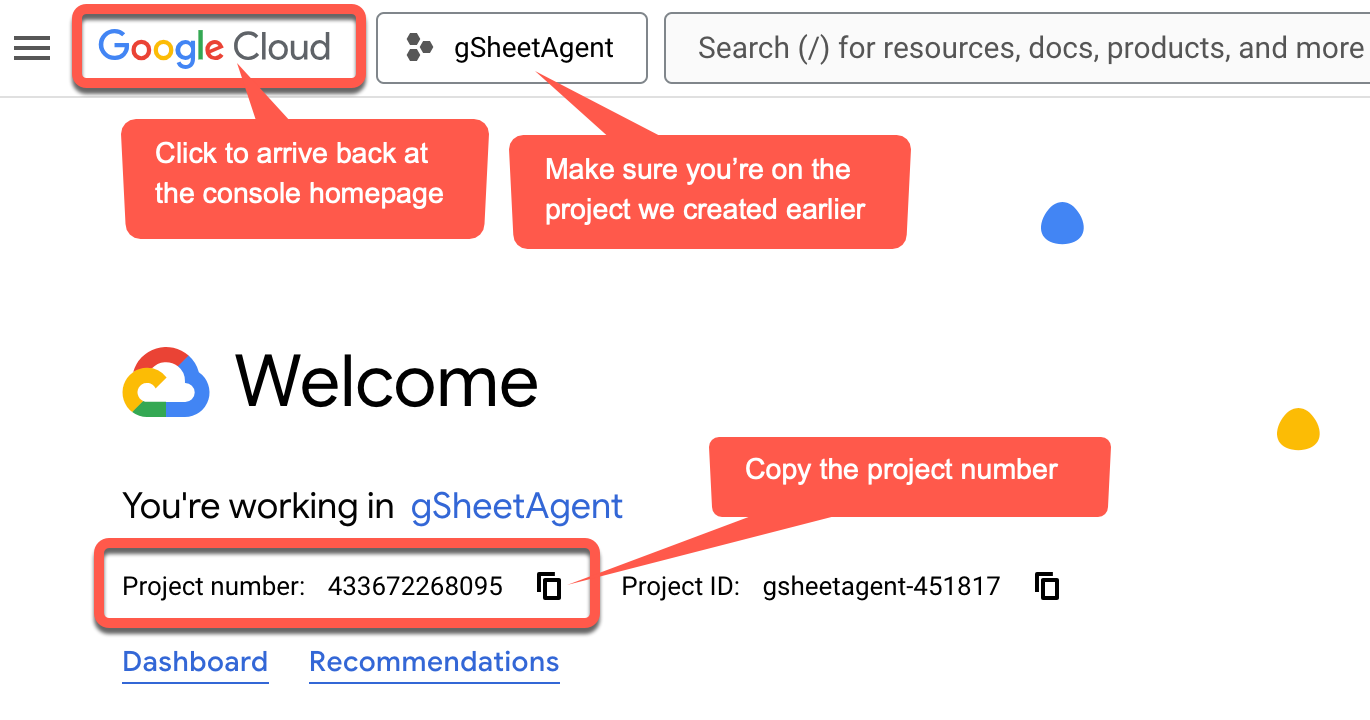 Google Cloud
gSheetAgent
Search (/) for resources, docs, products, and more
Click to arrive back at
the console homepage
Make sure you’re on the
project we created earlier
Welcome
Copy the project number
You're working in gSheetAgent
Project number: 433672268095
Project ID: gsheetagent-451817
Dashboard
Recommendations